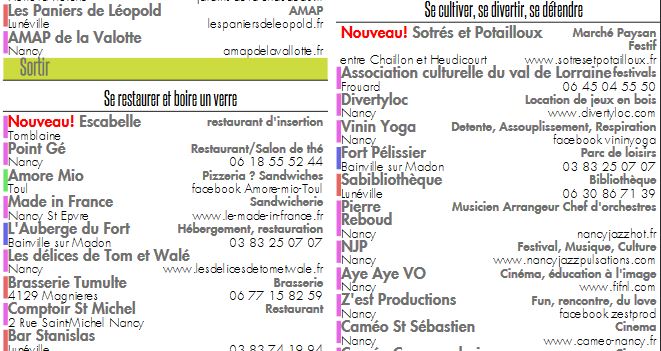 Les Paniers de Léopold AMAP
Lunéville lespaniersdeleopold.fr
AMAP de la Valotte
Nancy amapdelavallotte.fr
Sortir
Se restaurer et boire un verre
Nouveau! Escabelle restaurant d'insertion
Tomblaine
Point Gé Restaurant/Salon de thé
Nancy 06 18 55 52 44
Amore Mio Pizzeria ? Sandwiches
Toul facebook Amore-mio-Toul
Made in France Sandwicherie
Nancy St Epvre www.le-made-in-france.fr
L'Auberge du Fort Hébergement, restauration
Bainville sur Madon 03 83 25 07 07
Les délices de Tom et Walé
Nancy www.lesdelicesdetometwale.fr
Brasserie Tumulte Brasserie
4129 Magnieres 06 77 15 82 59
Comptoir St Michel Restaurant
2 Rue Saint-Michel Nancy
Bar Stanislas
Lunéville 03 83 74 19 94
Se cultiver, se divertir, se détendre
Nouveau! Sotrés et Potailloux Marché Paysan
Festif
entre Chaillon et Heudicourt www.sotresetpotailloux.fr
Association culturelle du val de Lorraine festivals
Frouard 06 45 04 55 50
Divertyloc Location de jeux en bois
Nancy www.divertyloc.com
Vinin Yoga Detente, Assouplissement, Respiration
Nancy facebook vininyoga
Fort Pélissier Parc de loisirs
Bainville sur Madon 03 83 25 07 07
Sabibliothèque Bibliothèque
Lunéville 06 30 86 71 39
Pierre Musicien Arrangeur Chef d'orchestres
Reboud
Nancy nancyjazzhot.fr
NJP Festival, Musique, Culture
Nancy www.nancyjazzpulsations.com
Aye Aye VO Cinéma, éducation à l'image
Nancy www.fifnl.com
Z'est Productions Fun, rencontre, du love
Nancy facebook.zestprod
Caméo St Sébastien Cinema
Nancy www.cameo-nancy.fr